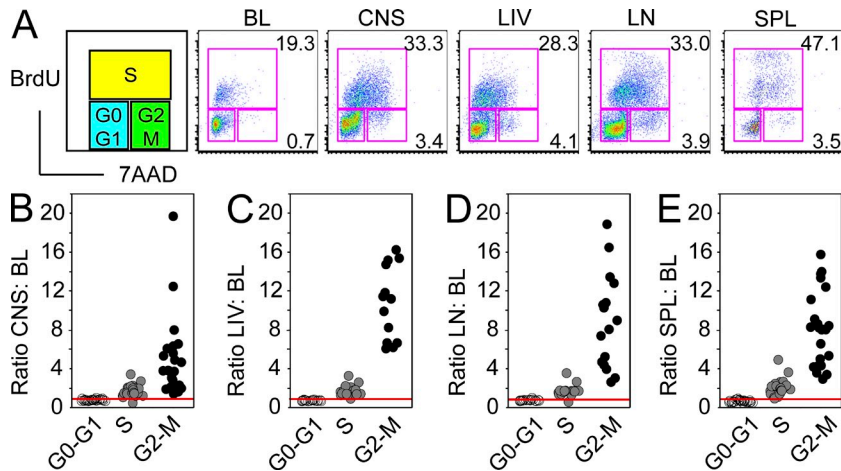 A
BL
CNS
LIV
LN
SPL
BrdU
S
G0
G1
G2
M
7AAD
19.3
0.7
33.3
3.4
28.3
4.1
33.0
3.9
47.1
3.5
B
Ratio CNS: BL
20
16
12
8
4
0
G0-G1
S
G2-M
C
Ratio LIV: BL
20
16
12
8
4
0
G0-G1
S
G2-M
D
Ratio LN: BL
20
16
12
8
4
0
G0-G1
S
G2-M
E
Ratio SPL: BL
20
16
12
8
4
0
G0-G1
S
G2-M